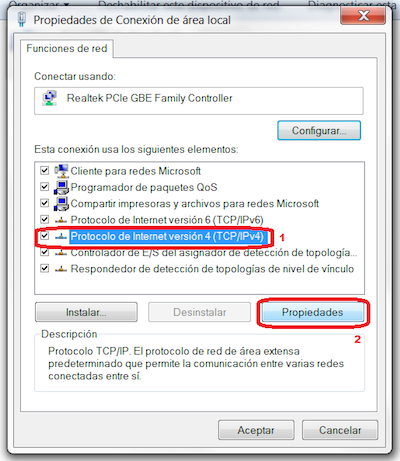 Organizar
Deshabilitar este dispositivo de red
Diagnosticar esta
Propiedades de Conexión de área local
Funciones de red
Conectar usando:
Realtek PCIe GBE Family Controller
Configurar...
Esta conexión usa los siguientes elementos:
Cliente para redes Microsoft
Programador de paquetes QoS
Compartir impresoras y archivos para redes Microsoft
Protocolo de Internet versión 6 (TCP/IPv6)
Protocolo de Internet versión 4 (TCP/IPv4) 1
Controlador de E/S del asignador de detección de topología...
Respondedor de detección de topologías de nivel de vínculo
Instalar... Desinstalar Propiedades
2
Descripción
Protocolo TCP/IP. El protocolo de red de área extensa
predeterminado que permite la comunicación entre varias redes
conectadas entre sí.
Aceptar Cancelar